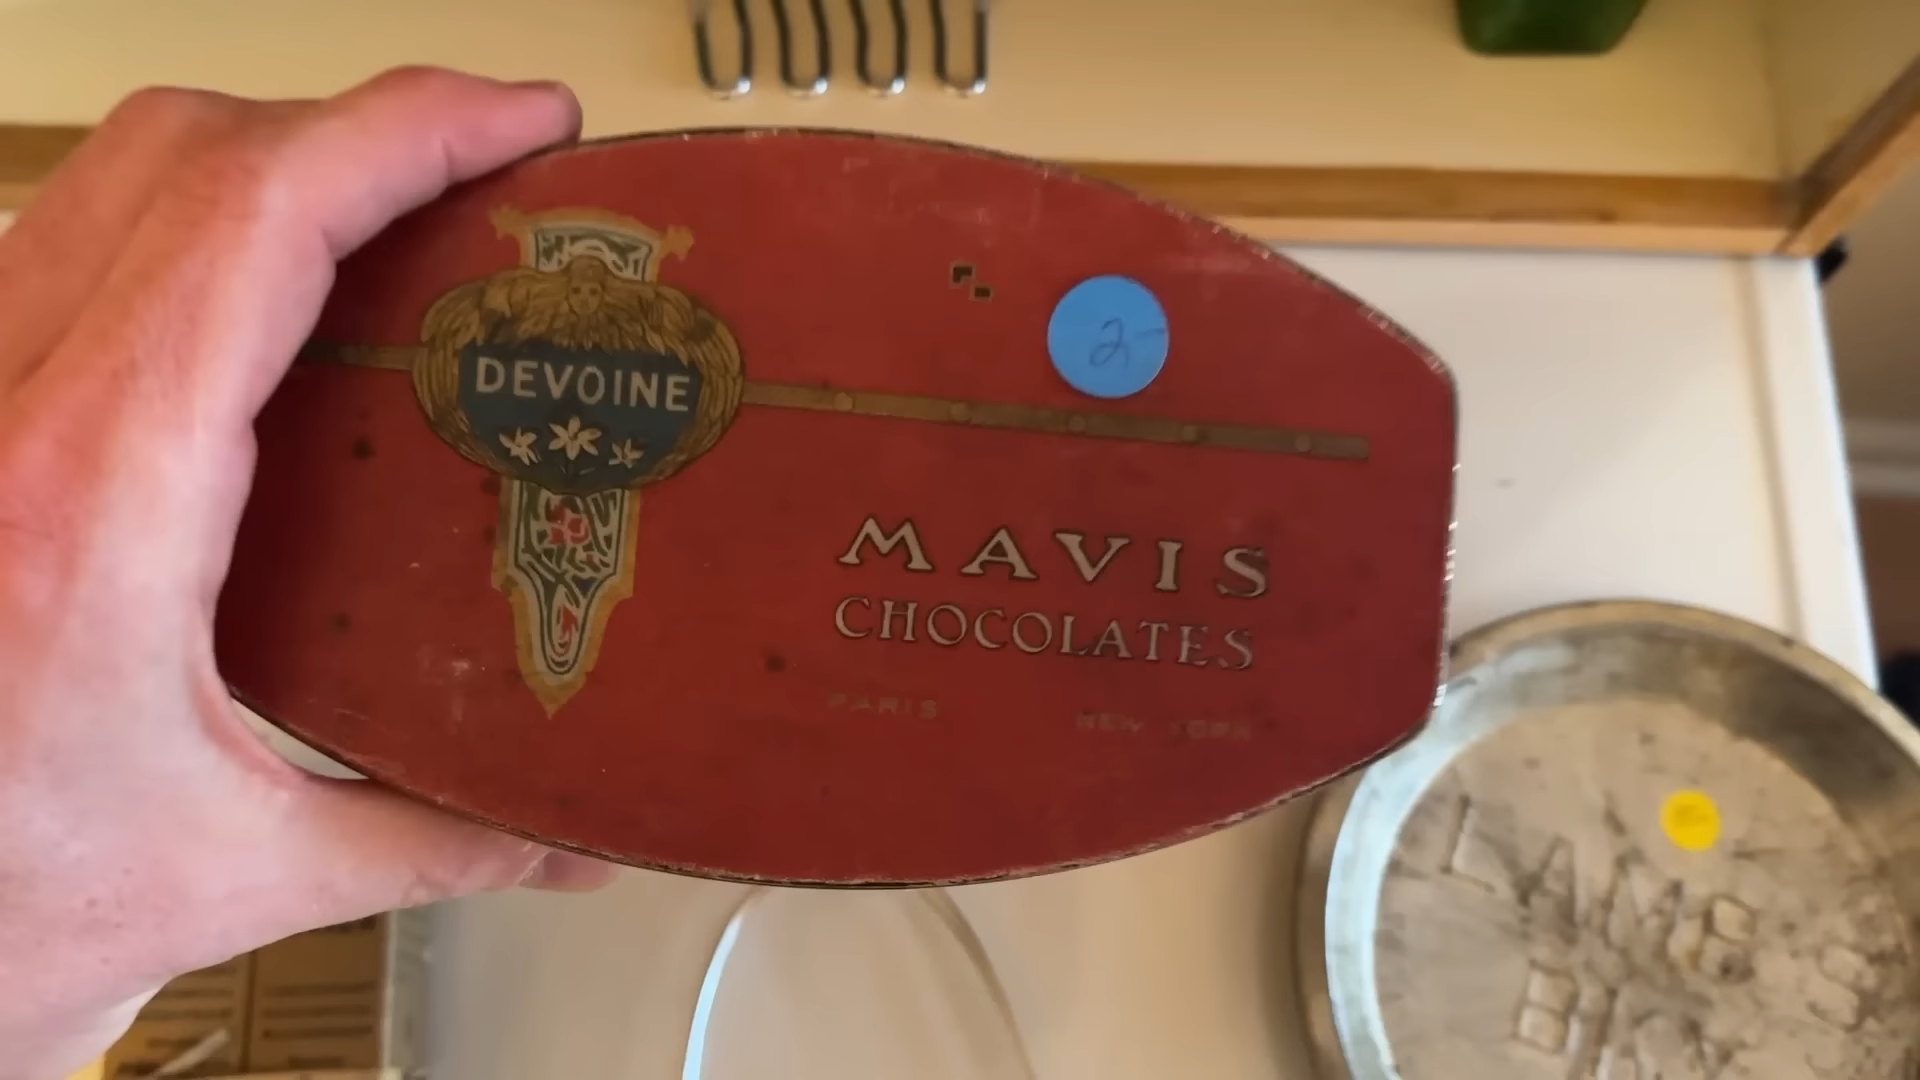 DEVOINE
2-
MAVIS
CHOCOLATES
PARIS NEW YORK